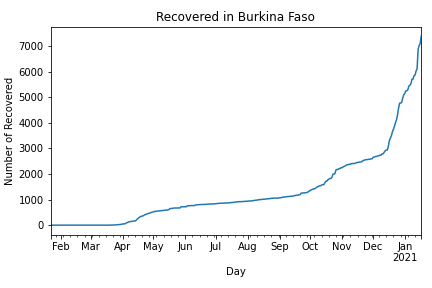 Recovered in Burkina Faso
Number of Recovered
7000
6000
5000
4000
3000
2000
1000
0
Feb Mar Apr May Jun Jul Aug Sep Oct Nov Dec Jan
2021
Day